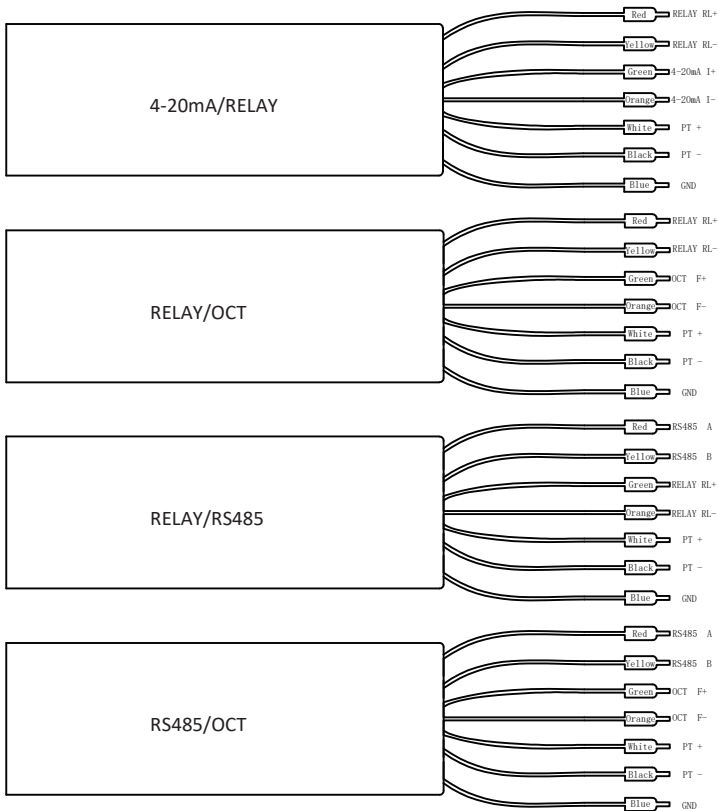 Red RELAY RL+
Yellow RELAY RL-
Green 4-20mA I+
4-20mA/RELAY
Orange 4-20mA I-
White PT +
Black PT -
Blue GND
Red RELAY RL+
Yellow RELAY RL-
Green OCT F+
RELAY/OCT
Orange OCT F-
White PT +
Black PT -
Blue GND
Red RS485 A
Yellow RS485 B
Green RELAY RL+
RELAY/RS485
Orange RELAY RL-
White PT +
Black PT -
Blue GND
Red RS485 A
Yellow RS485 B
Green OCT F+
RS485/OCT
Orange OCT F-
White PT +
Black PT -
Blue GND